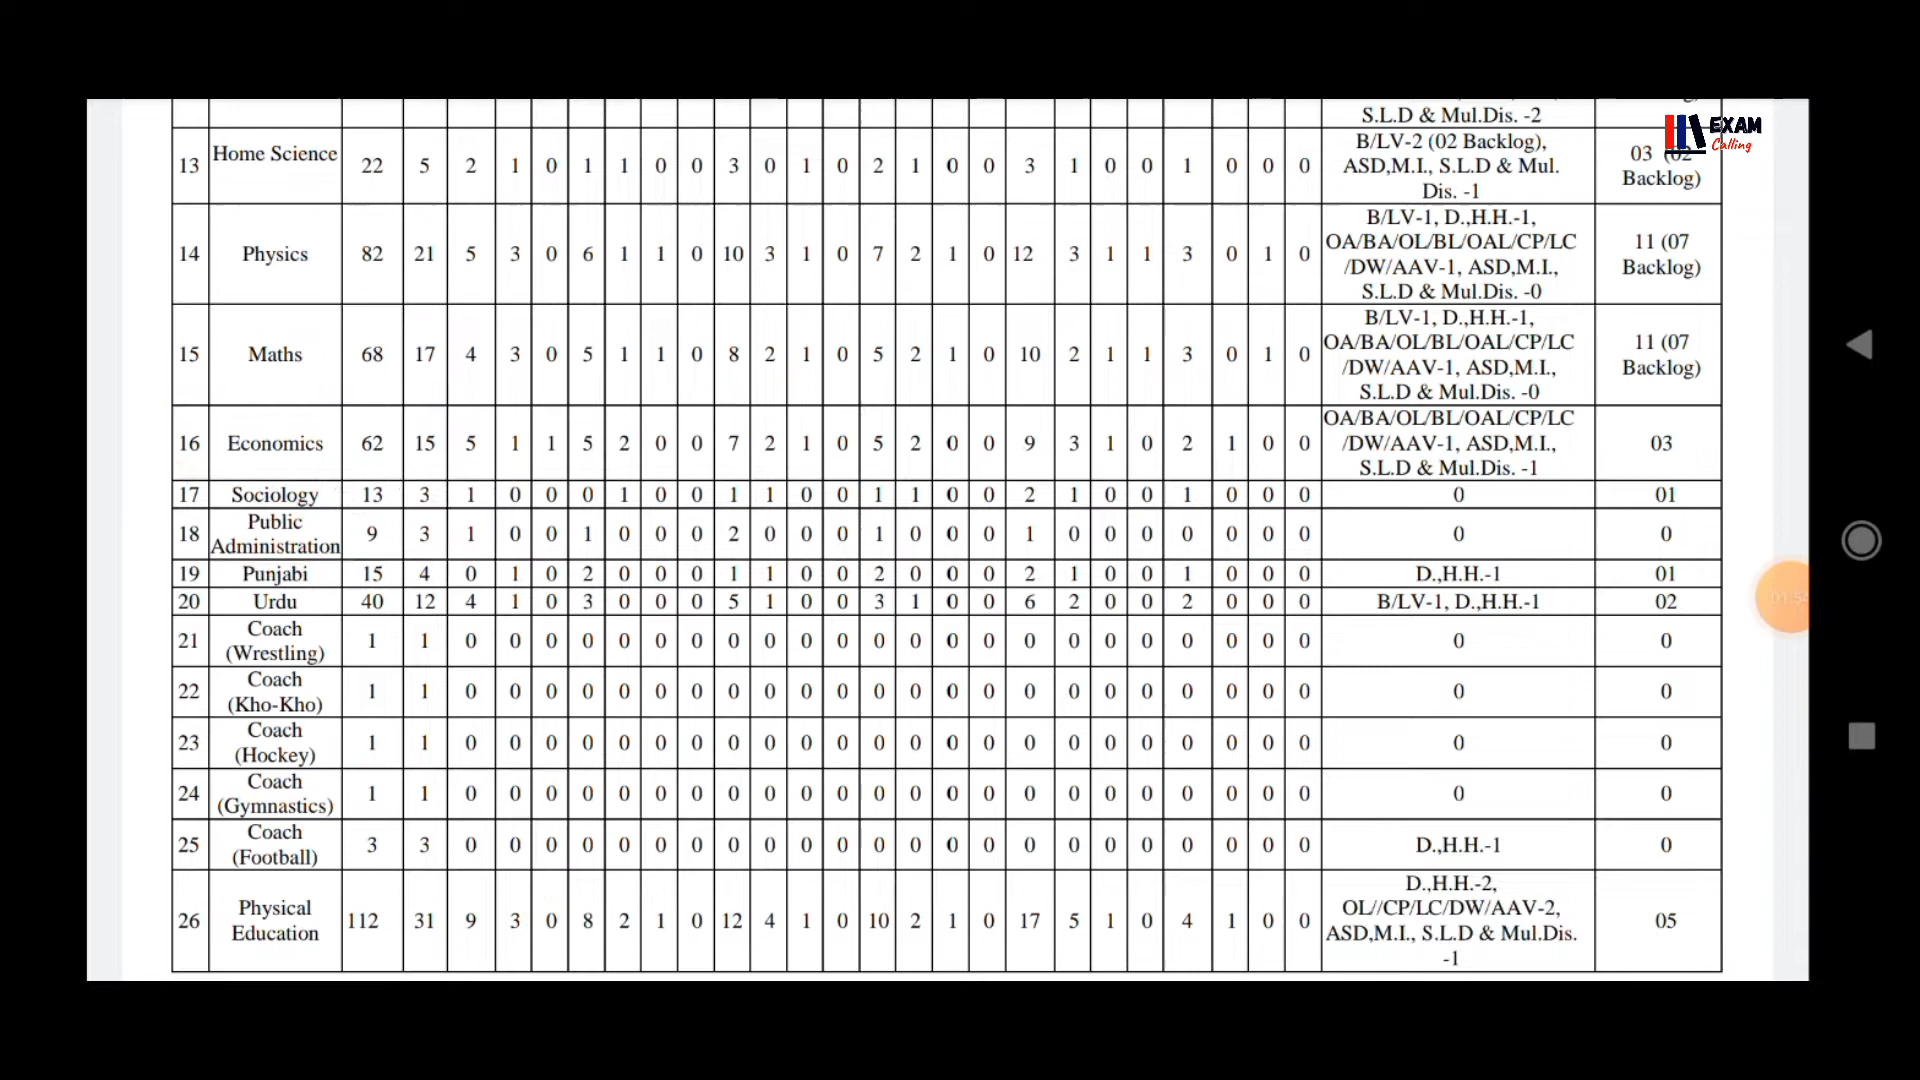 S.L.D & Mul.Dis. -2
EXAM
Calling
13 Home Science 22 5 2 1 0 1 1 0 0 3 0 1 0 2 1 0 0 3 1 0 0 1 0 0 0 B/LV-2 (02 Backlog),
ASD,M.I., S.L.D & Mul.
Dis. -1
03 (02
Backlog)
14 Physics 82 21 5 3 0 6 1 1 0 10 3 1 0 7 2 1 0 12 3 1 1 3 0 1 0 B/LV-1, D.,H.H.-1,
OA/BA/OL/BL/OAL/CP/LC
/DW/AAV-1, ASD,M.I.,
S.L.D & Mul.Dis. -0
11 (07
Backlog)
15 Maths 68 17 4 3 0 5 1 1 0 8 2 1 0 5 2 1 0 10 2 1 1 3 0 1 0 B/LV-1, D.,H.H.-1,
OA/BA/OL/BL/OAL/CP/LC
/DW/AAV-1, ASD,M.I.,
S.L.D & Mul.Dis. -0
11 (07
Backlog)
16 Economics 62 15 5 1 1 5 2 0 0 7 2 1 0 5 2 0 0 9 3 1 0 2 1 0 0 OA/BA/OL/BL/OAL/CP/LC
/DW/AAV-1, ASD,M.I.,
S.L.D & Mul.Dis. -1
03
17 Sociology 13 3 1 0 0 0 1 0 0 1 1 0 0 1 1 0 0 2 1 0 0 1 0 0 0 0 01
18 Public
Administration
9 3 1 0 0 1 0 0 0 2 0 0 0 1 0 0 0 1 0 0 0 0 0 0 0 0 0
19 Punjabi 15 4 0 1 0 2 0 0 0 1 1 0 0 2 0 0 0 2 1 0 0 1 0 0 0 D.,H.H.-1 01
20 Urdu 40 12 4 1 0 3 0 0 0 5 1 0 0 3 1 0 0 6 2 0 0 2 0 0 0 B/LV-1, D.,H.H.-1 02
21 Coach
(Wrestling)
1 1 0 0 0 0 0 0 0 0 0 0 0 0 0 0 0 0 0 0 0 0 0 0 0 0 0
22 Coach
(Kho-Kho)
1 1 0 0 0 0 0 0 0 0 0 0 0 0 0 0 0 0 0 0 0 0 0 0 0 0 0
23 Coach
(Hockey)
1 1 0 0 0 0 0 0 0 0 0 0 0 0 0 0 0 0 0 0 0 0 0 0 0 0 0
24 Coach
(Gymnastics)
1 1 0 0 0 0 0 0 0 0 0 0 0 0 0 0 0 0 0 0 0 0 0 0 0 0 0
25 Coach
(Football)
3 3 0 0 0 0 0 0 0 0 0 0 0 0 0 0 0 0 0 0 0 0 0 0 0 D.,H.H.-1 0
26 Physical
Education
112 31 9 3 0 8 2 1 0 12 4 1 0 10 2 1 0 17 5 1 0 4 1 0 0 D.,H.H.-2,
OL//CP/LC/DW/AAV-2,
ASD,M.I., S.L.D & Mul.Dis.
-1
05